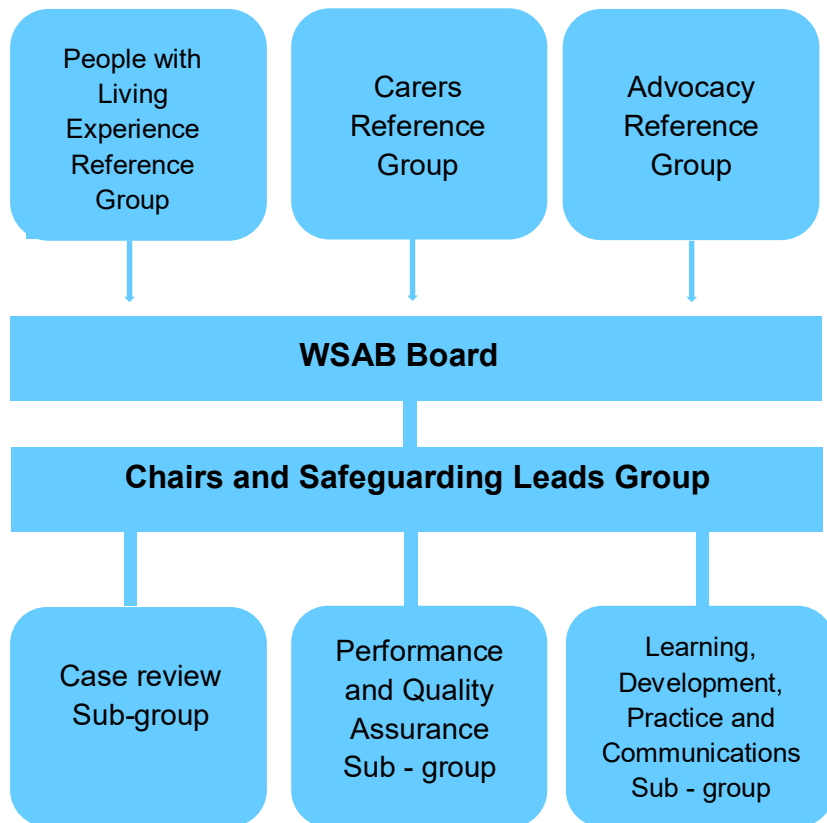 People with
Living
Experience
Reference
Group
Carers
Reference
Group
Advocacy
Reference
Group
WSAB Board
Chairs and Safeguarding Leads Group
Case review
Sub-group
Performance
and Quality
Assurance
Sub - group
Learning,
Development,
Practice and
Communications
Sub - group